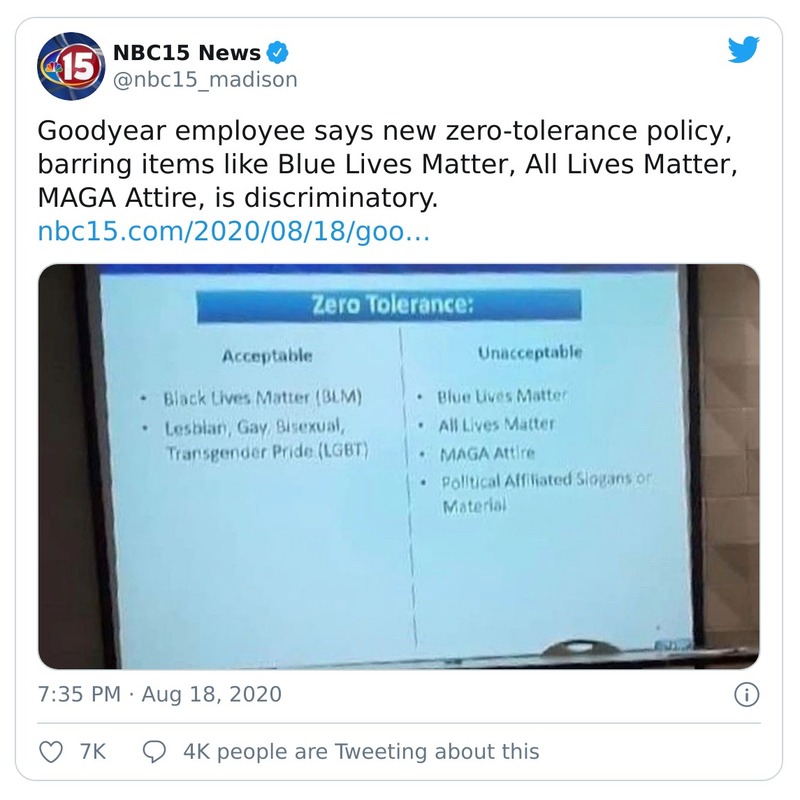 15
NBC15 News
@nbc15_madison
Goodyear employee says new zero-tolerance policy,
barring items like Blue Lives Matter, All Lives Matter,
MAGA Attire, is discriminatory.
nbc15.com/2020/08/18/goo…
Zero Tolerance:
Acceptable
• Black Lives Matter (BLM)
• Lesbian, Gay, Bisexual,
Transgender Pride (LGBT)
Unacceptable
• Blue Lives Matter
• All Lives Matter
• MAGA Attire
• Political Affiliated Slogans or
Material
7:35 PM · Aug 18, 2020
7K
4K people are Tweeting about this